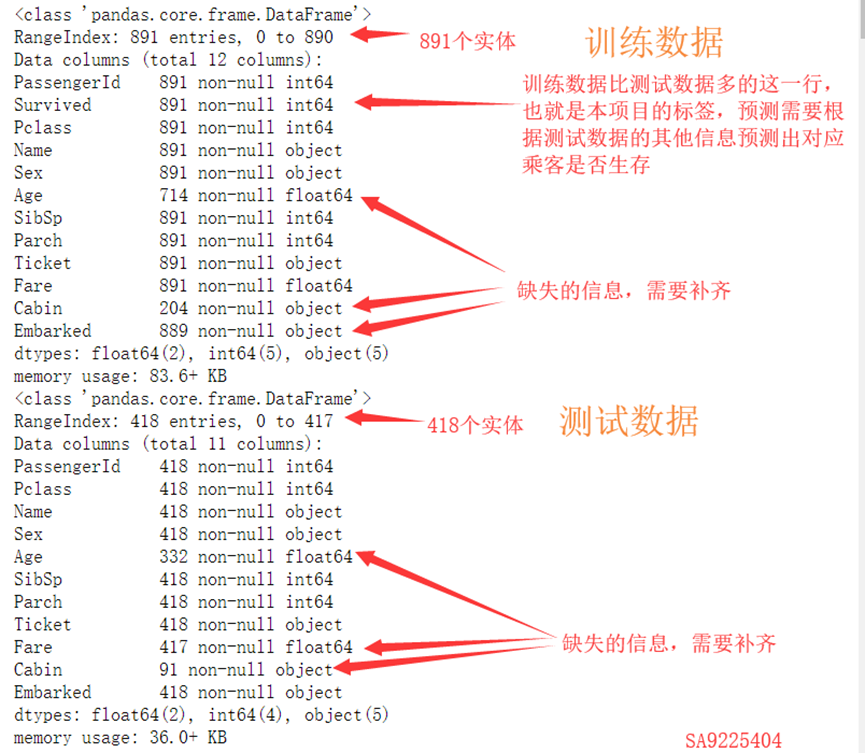 <class 'pandas.core.frame.DataFrame'>
RangeIndex: 891 entries, 0 to 890
891个实体
训练数据
Data columns (total 12 columns):
PassengerId    891 non-null int64
Survived       891 non-null int64
训练数据比测试数据多的这一行,
也就是本项目的标签, 预测需要根
据测试数据的其他信息预测出对应
乘客是否生存
Pclass         891 non-null int64
Name           891 non-null object
Sex            891 non-null object
Age            714 non-null float64
SibSp          891 non-null int64
Parch          891 non-null int64
Ticket         891 non-null object
Fare           891 non-null float64
缺失的信息, 需要补齐
Cabin          204 non-null object
Embarked       889 non-null object
dtypes: float64(2), int64(5), object(5)
memory usage: 83.6+ KB
<class 'pandas.core.frame.DataFrame'>
RangeIndex: 418 entries, 0 to 417
418个实体
测试数据
Data columns (total 11 columns):
PassengerId    418 non-null int64
Pclass         418 non-null int64
Name           418 non-null object
Sex            418 non-null object
Age            332 non-null float64
SibSp          418 non-null int64
Parch          418 non-null int64
Ticket         418 non-null object
Fare           417 non-null float64
缺失的信息, 需要补齐
Cabin          91 non-null object
Embarked       418 non-null object
dtypes: float64(2), int64(4), object(5)
memory usage: 36.0+ KB
SA9225404